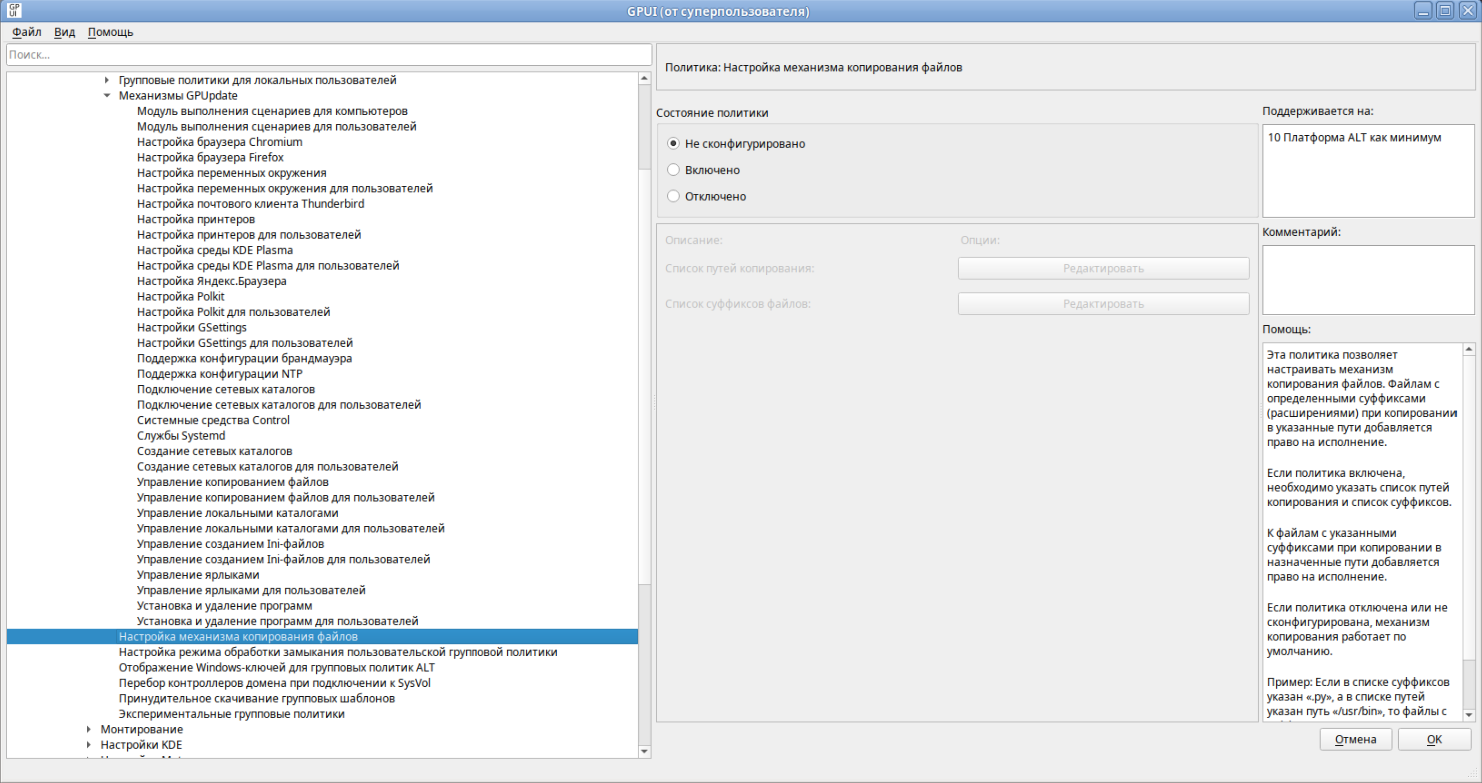 GP UI
GPUI (от суперпользователя)
Файл Вид Помощь
Поиск...
Групповые политики для локальных пользователей
Механизмы GPUpdate
Модуль выполнения сценариев для компьютеров
Модуль выполнения сценариев для пользователей
Настройка браузера Chromium
Настройка браузера Firefox
Настройка переменных окружения
Настройка переменных окружения для пользователей
Настройка почтового клиента Thunderbird
Настройка принтеров
Настройка принтеров для пользователей
Настройка среды KDE Plasma
Настройка среды KDE Plasma для пользователей
Настройка Яндекс.Браузера
Настройка Polkit
Настройка Polkit для пользователей
Настройки GSettings
Настройки GSettings для пользователей
Поддержка конфигурации брандмауэра
Поддержка конфигурации NTP
Подключение сетевых каталогов
Подключение сетевых каталогов для пользователей
Системные средства Control
Службы Systemd
Создание сетевых каталогов
Создание сетевых каталогов для пользователей
Управление копированием файлов
Управление копированием файлов для пользователей
Управление локальными каталогами
Управление локальными каталогами для пользователей
Управление созданием Ini-файлов
Управление созданием Ini-файлов для пользователей
Управление ярлыками
Управление ярлыками для пользователей
Установка и удаление программ
Установка и удаление программ для пользователей
Настройка механизма копирования файлов
Настройка режима обработки замыкания пользовательской групповой политики
Отображение Windows-ключей для групповых политик ALT
Перебор контроллеров домена при подключении к SysVol
Принудительное скачивание групповых шаблонов
Экспериментальные групповые политики
Монтирование
Настройки KDE
Политика: Настройка механизма копирования файлов
Состояние политики
Не сконфигурировано
Включено
Отключено
Описание: Опции:
Список путей копирования: Редактировать
Список суффиксов файлов: Редактировать
Поддерживается на:
10 Платформа ALT как минимум
Комментарий:
Помощь:
Эта политика позволяет
настраивать механизм
копирования файлов. Файлам с
определенными суффиксами
(расширениями) при копировании
в указанные пути добавляется
право на исполнение.
Если политика включена,
необходимо указать список путей
копирования и список суффиксов.
К файлам с указанными
суффиксами при копировании в
назначенные пути добавляется
право на исполнение.
Если политика отключена или не
сконфигурирована, механизм
копирования работает по
умолчанию.
Пример: Если в списке суффиксов
указан «.py», а в списке путей
указан путь «/usr/bin», то файлы с
Отмена OK